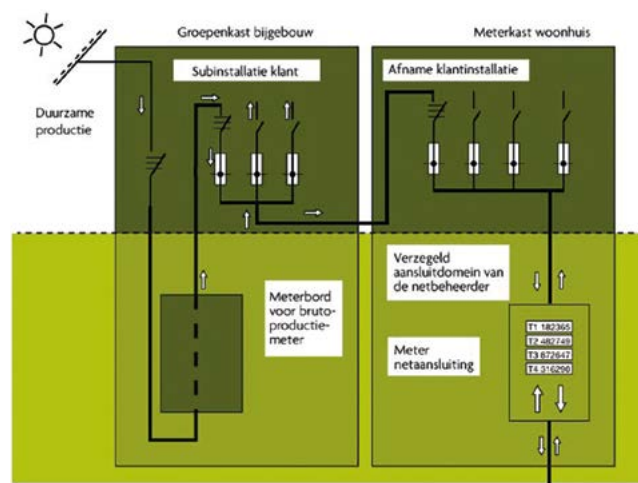 Groepenkast bijgebouw
Meterkast woonhuis
Subinstallatie klant
Afname klantinstallatie
Duurzame
productie
Verzegeld
aansluitdomein van
de netbeheerder
Meterbord
voor bruto-
productie-
meter
Meter
netaansluiting
T1 182365
T2 482749
T3 672647
T4 316290